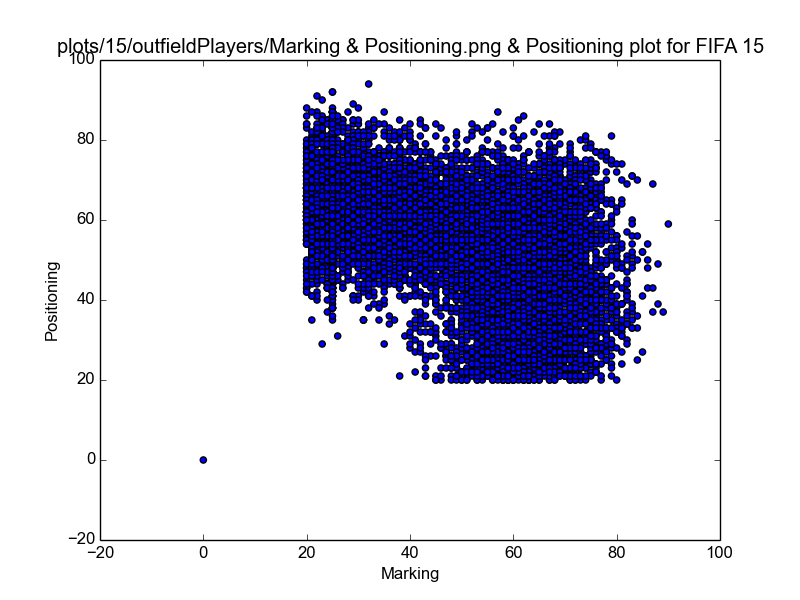 plots/15/outfieldPlayers/Marking & Positioning.png & Positioning plot for FIFA 15
100
80
60
40
20
0
−20
−20 0 20 40 60 80 100
Positioning
Marking